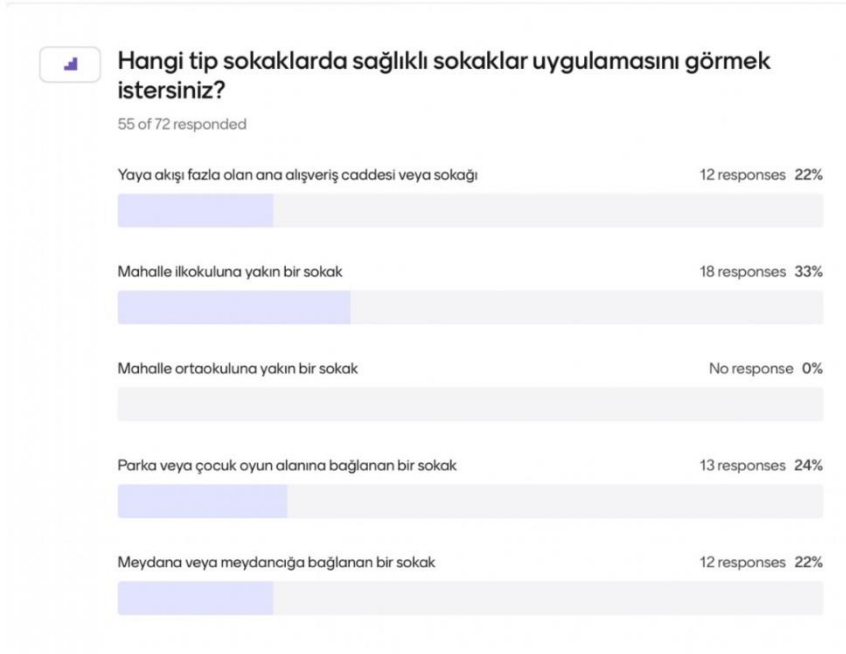 Hangi tip sokaklarda sağlıklı sokaklar uygulamasını görmek
istersiniz?
55 of 72 responded
Yaya akışı fazla olan ana alışveriş caddesi veya sokağı 12 responses 22%
Mahalle ilkokuluna yakın bir sokak 18 responses 33%
Mahalle ortaokuluna yakın bir sokak No response 0%
Parka veya çocuk oyun alanına bağlanan bir sokak 13 responses 24%
Meydana veya meydancığa bağlanan bir sokak 12 responses 22%